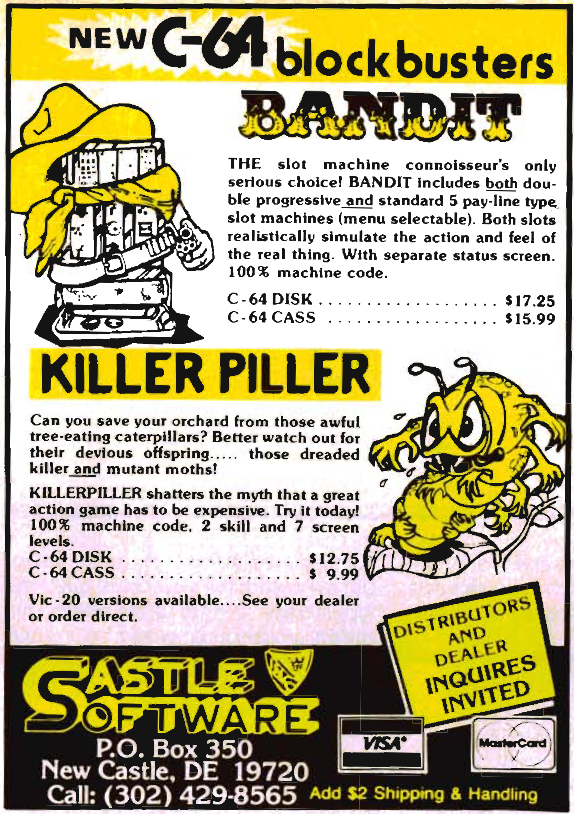 NEW C-64 blockbusters
BANDIT
THE slot machine connoisseur's only
serious choice! BANDIT includes both dou-
ble progressive and standard 5 pay-line type
slot machines (menu selectable). Both slots
realistically simulate the action and feel of
the real thing. With separate status screen.
100% machine code.
C-64 DISK . . . . . . . . . . . . . . . . . . . $17.25
C-64 CASS . . . . . . . . . . . . . . . . . . $15.99
KILLER PILLER
Can you save your orchard from those awful
tree-eating caterpillars? Better watch out for
their devious offspring..... those dreaded
killer and mutant moths!
KILLERPILLER shatters the myth that a great
action game has to be expensive. Try it today!
100% machine code, 2 skill and 7 screen
levels.
C-64 DISK . . . . . . . . . . . . . . . . . . . $12.75
C-64 CASS . . . . . . . . . . . . . . . . . . . $ 9.99
Vic-20 versions available....See your dealer
or order direct.
DISTRIBUTORS
AND
DEALER
INQUIRES
INVITED
CASTLE
SOFTWARE
P.O. Box 350
New Castle, DE 19720
Call: (302) 429-8565
VISA
MasterCard
Add $2 Shipping & Handling